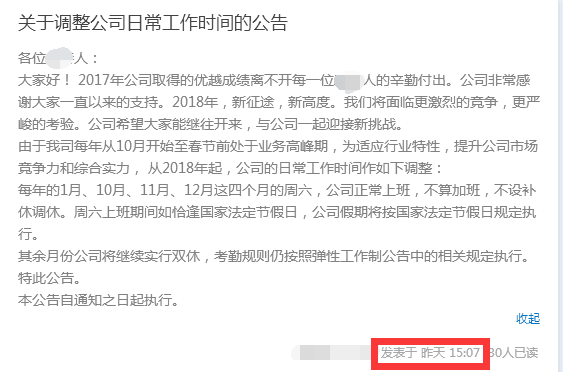 关于调整公司日常工作时间的公告
各位人：
大家好！ 2017年公司取得的优越成绩离不开每一位人的辛勤付出。公司非常感
谢大家一直以来的支持。2018年，新征途，新高度。我们将面临更激烈的竞争，更严
峻的考验。公司希望大家能继往开来，与公司一起迎接新挑战。
由于我司每年从10月开始至春节前处于业务高峰期，为适应行业特性，提升公司市场
竞争力和综合实力， 从2018年起，公司的日常工作时间作如下调整：
每年的1月、10月、11月、12月这四个月的周六，公司正常上班，不算加班，不设补
休调休。周六上班期间如恰逢国家法定节假日，公司假期将按国家法定节假日规定执
行。
其余月份公司将继续实行双休，考勤规则仍按照弹性工作制公告中的相关规定执行。
特此公告。
本公告自通知之日起执行。
收起
发表于 昨天 15:07 30人已读